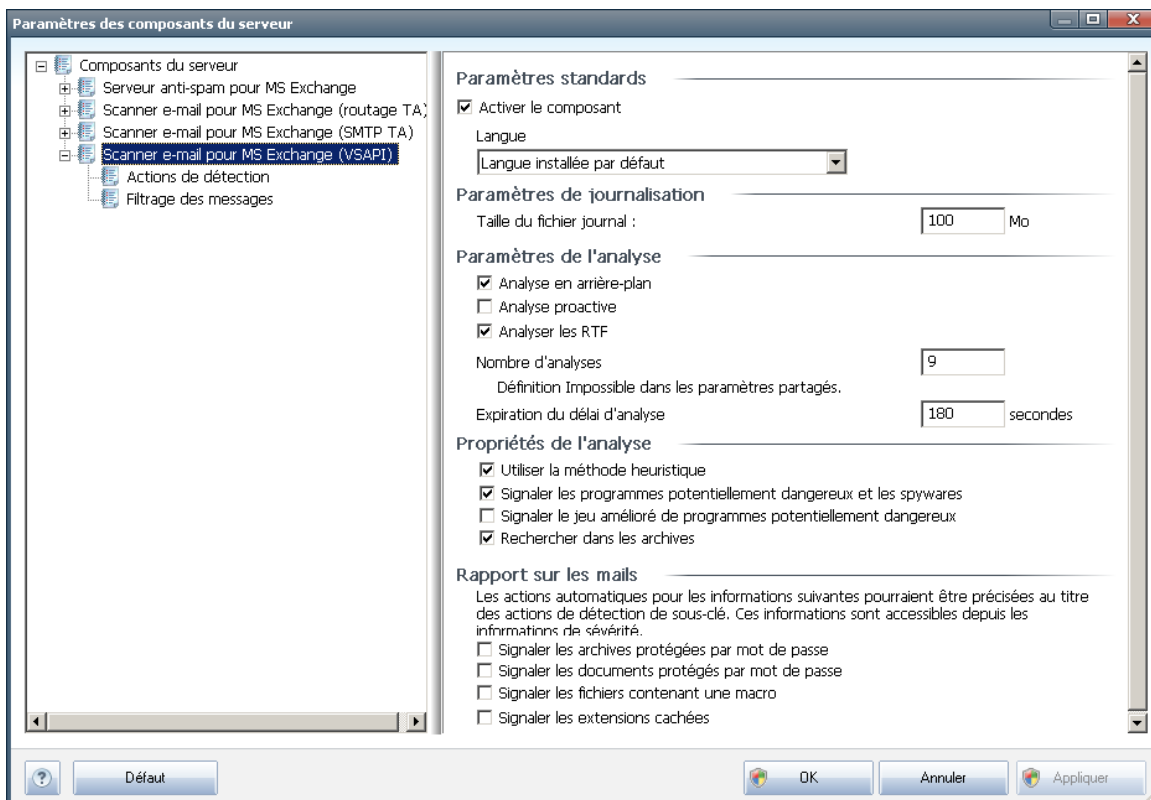 Paramètres des composants du serveur
Composants du serveur
Serveur anti-spam pour MS Exchange
Scanner e-mail pour MS Exchange (routage TA)
Scanner e-mail pour MS Exchange (SMTP TA)
Scanner e-mail pour MS Exchange (VSAPI)
Actions de détection
Filtrage des messages
Paramètres standards
Activer le composant
Langue
Langue installée par défaut
Paramètres de journalisation
Taille du fichier journal : 100 Mo
Paramètres de l'analyse
Analyse en arrière-plan
Analyse proactive
Analyser les RTF
Nombre d'analyses 9
Définition Impossible dans les paramètres partagés.
Expiration du délai d'analyse 180 secondes
Propriétés de l'analyse
Utiliser la méthode heuristique
Signaler les programmes potentiellement dangereux et les spywares
Signaler le jeu amélioré de programmes potentiellement dangereux
Rechercher dans les archives
Rapport sur les mails
Les actions automatiques pour les informations suivantes pourraient être précisées au titre
des actions de détection de sous-clé. Ces informations sont accessibles depuis les
informations de sévérité.
Signaler les archives protégées par mot de passe
Signaler les documents protégés par mot de passe
Signaler les fichiers contenant une macro
Signaler les extensions cachées
? Défaut OK Annuler Appliquer